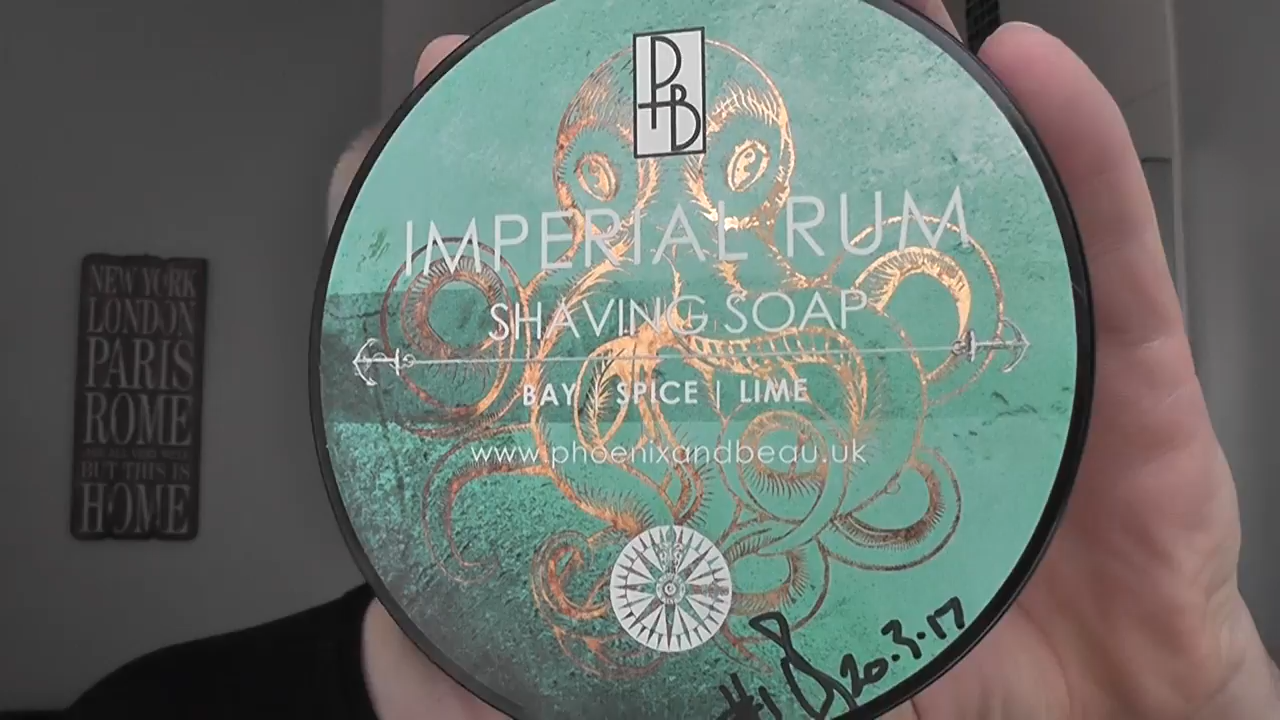 PB
IMPERIAL RUM
SHAVING SOAP
BAY | SPICE | LIME
www.phoenixandbeau.uk
#1
20.3.17
NEW YORK
LONDON
PARIS
ROME
BUT THIS IS
HOME